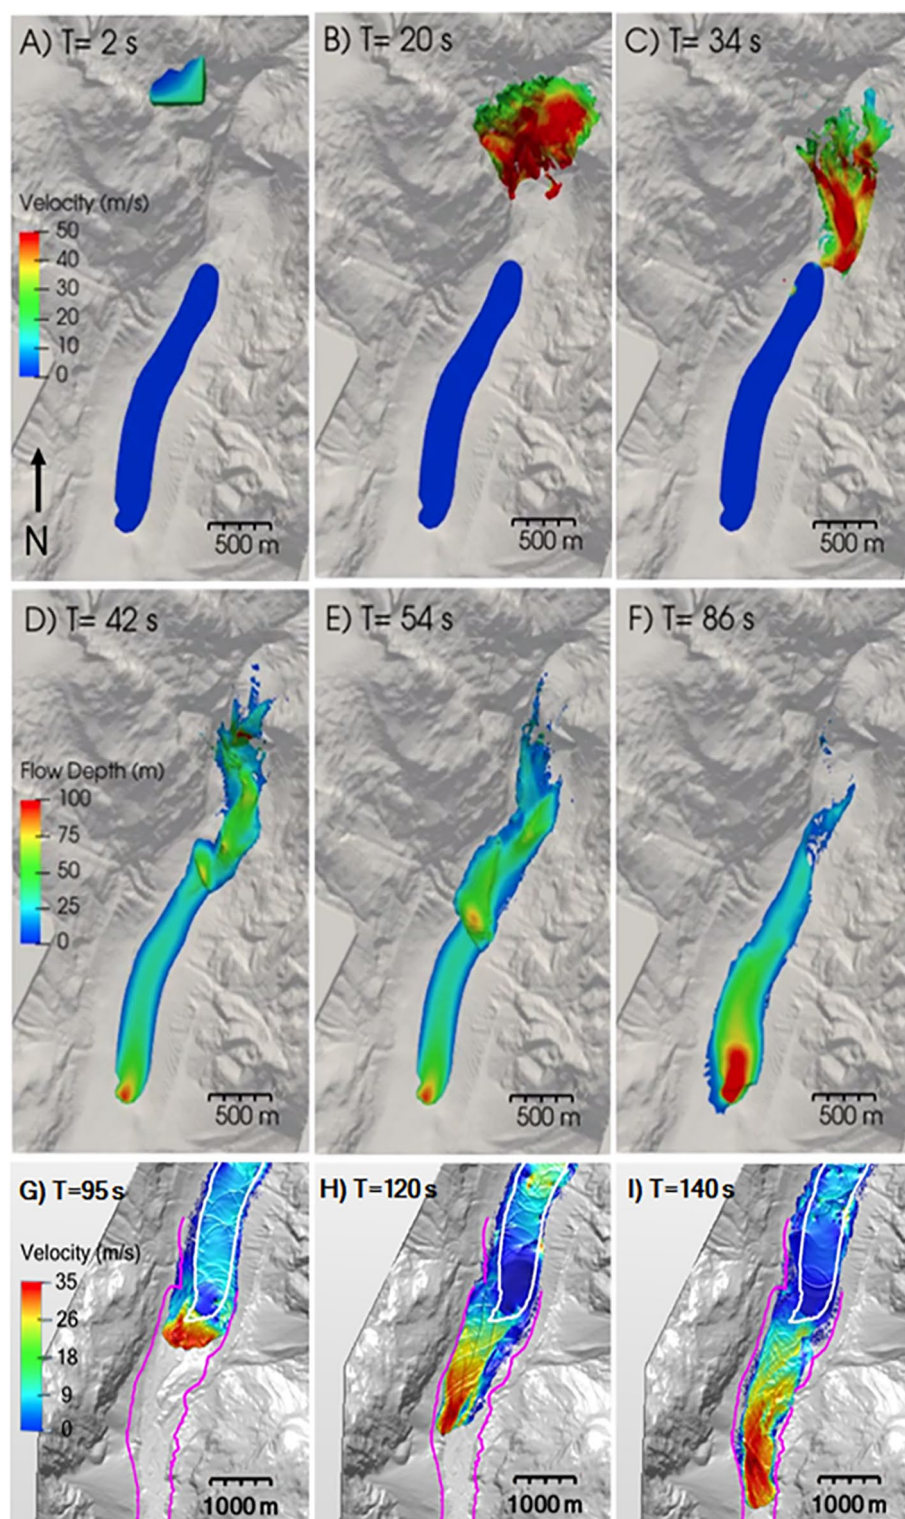 A) T= 2 s
B) T= 20 s
C) T= 34 s
Velocity (m/s)
50
40
30
20
10
0
N
500 m
500 m
500 m
D) T= 42 s
E) T= 54 s
F) T= 86 s
Flow Depth (m)
100
75
50
25
0
500 m
500 m
500 m
G) T=95 s
H) T=120 s
I) T=140 s
Velocity (m/s)
35
26
18
9
0
1000 m
1000 m
1000 m